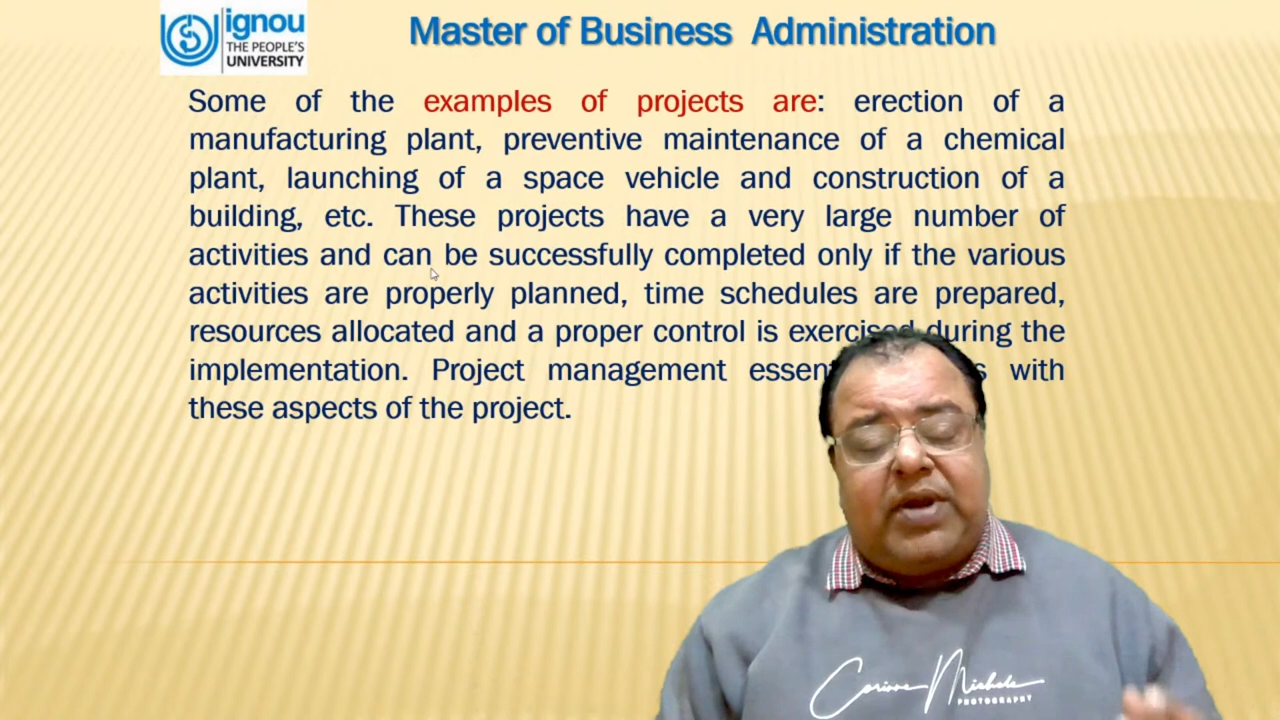 ignou
THE PEOPLE'S
UNIVERSITY
Master of Business Administration
Some of the examples of projects are: erection of a
manufacturing plant, preventive maintenance of a chemical
plant, launching of a space vehicle and construction of a
building, etc. These projects have a very large number of
activities and can be successfully completed only if the various
activities are properly planned, time schedules are prepared,
resources allocated and a proper control is exercised during the
implementation. Project management with
these aspects of the project.
PHOTOGRAPHY